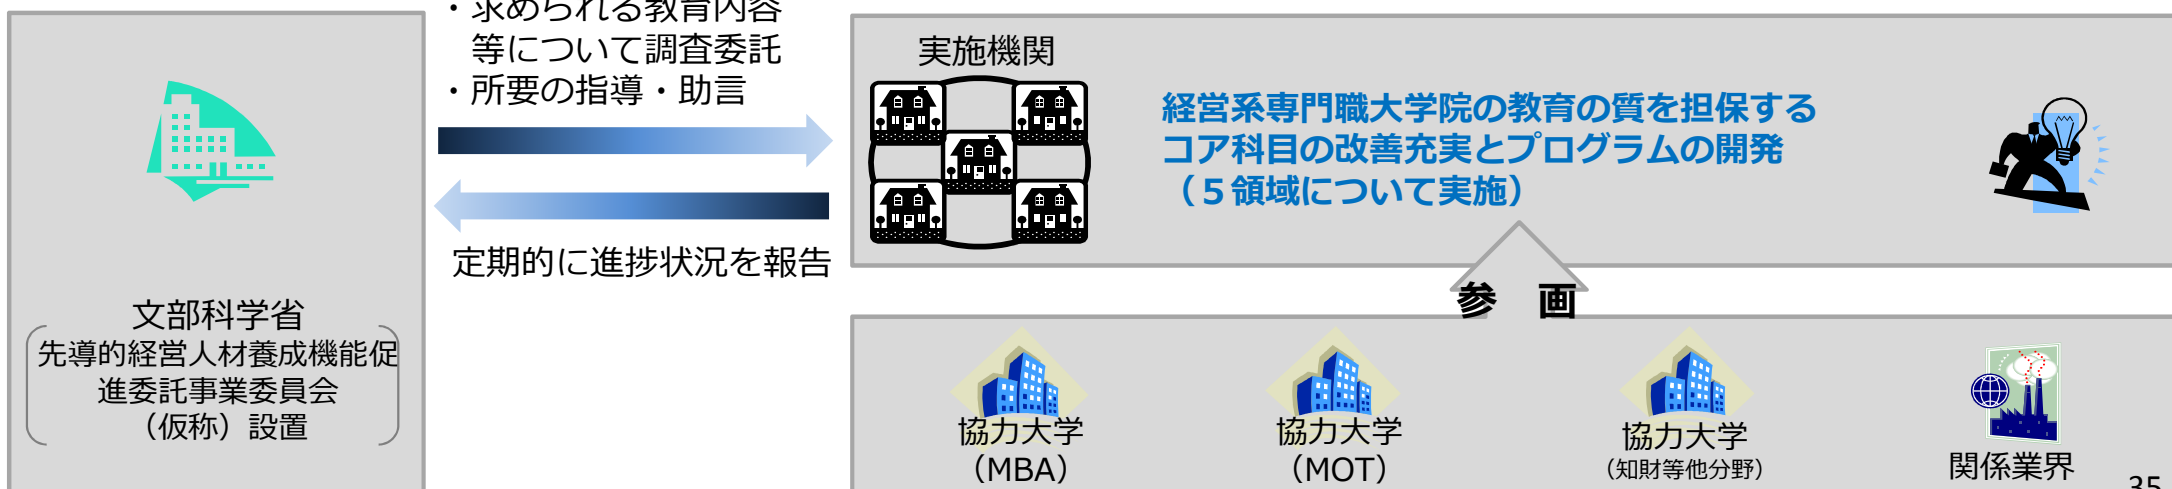 ・求められる教育内容
等について調査委託
・所要の指導・助言
定期的に進捗状況を報告
文部科学省
先導的経営人材養成機能促
進委託事業委員会
（仮称）設置
実施機関
経営系専門職大学院の教育の質を担保する
コア科目の改善充実とプログラムの開発
（５領域について実施）
参　画
協力大学
（MBA）
協力大学
（MOT）
協力大学
（知財等他分野）
関係業界
35